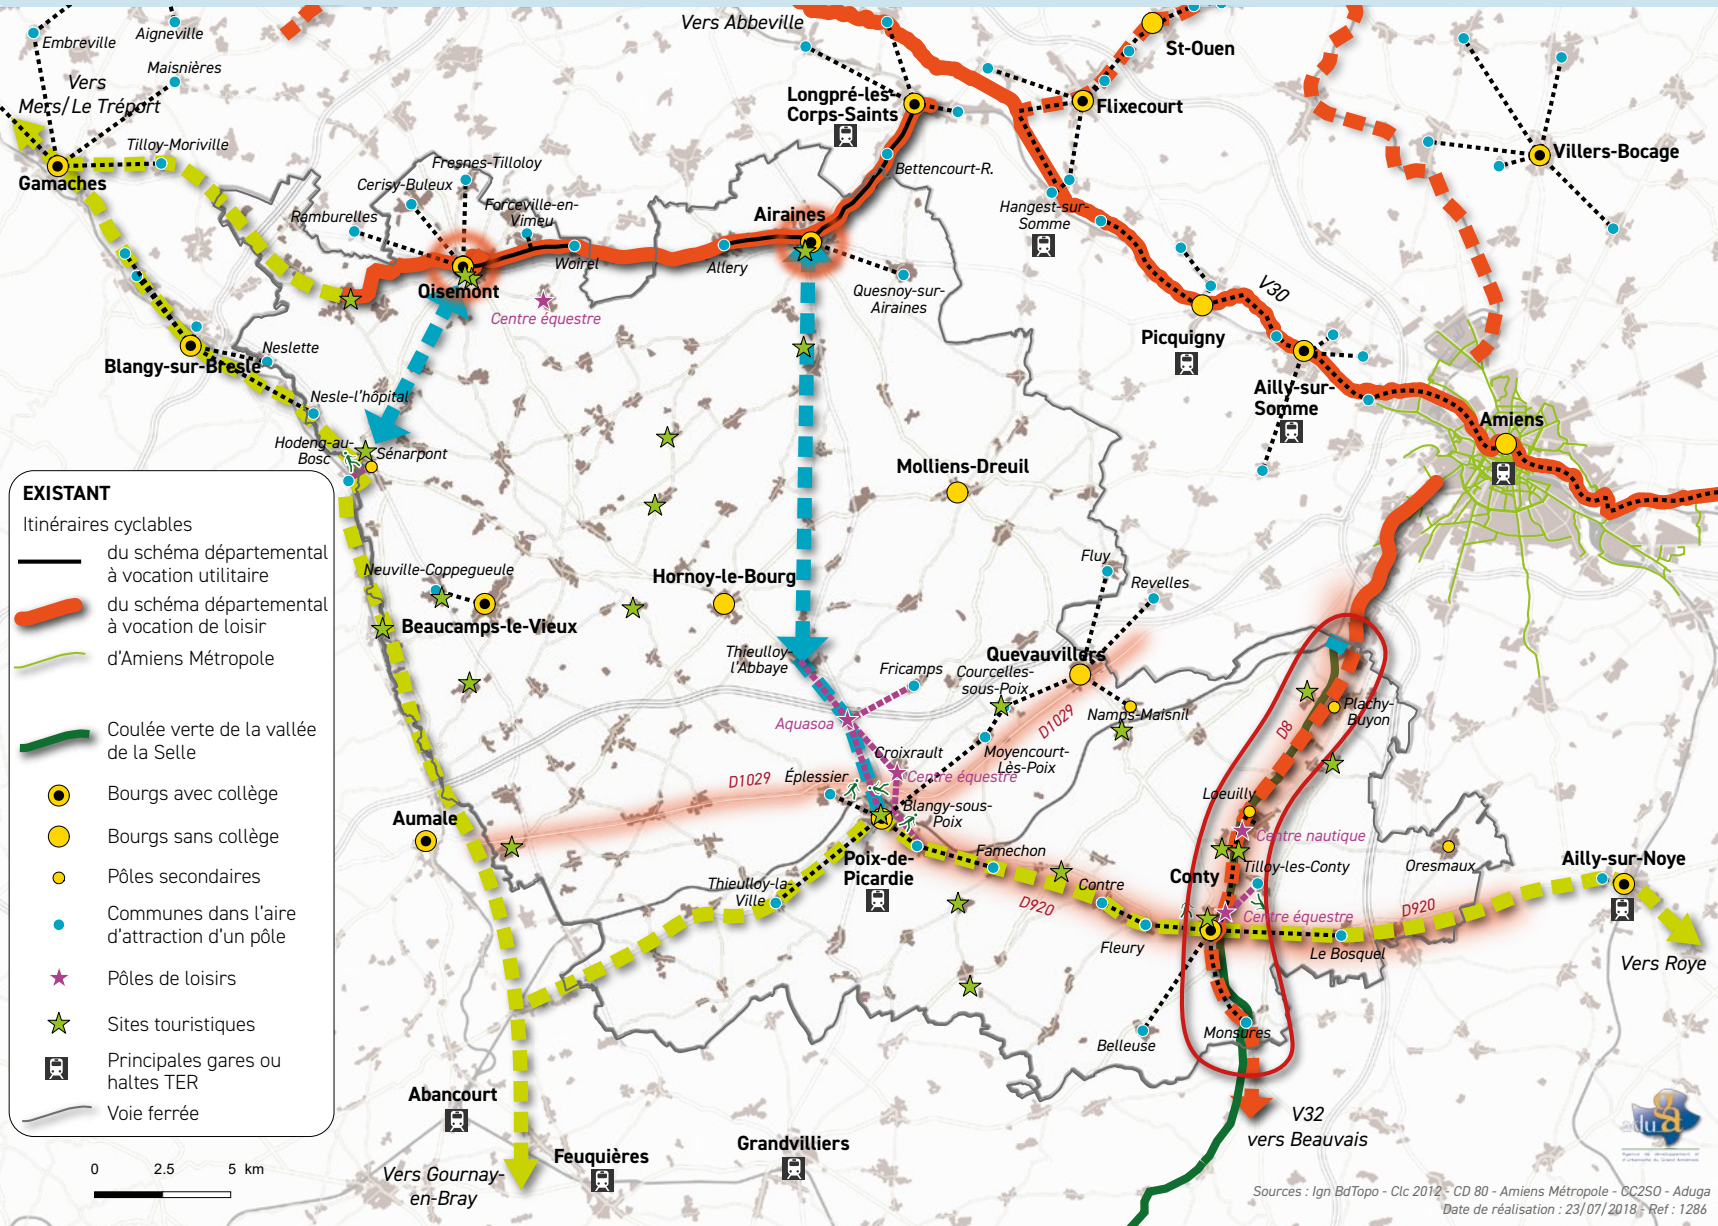 Vers Abbeville
Embreville
Aigneville
Maisnières
Vers
Mers/Le Tréport
Tilloy-Moriville
Gamaches
St-Ouen
Longpré-les-
Corps-Saints
Flixecourt
Villers-Bocage
Fresnes-Tilloloy
Cerisy-Buleux
Ramburelles
Forceville-en-
Vimeu
Bettencourt-R.
Airaines
Hangest-sur-
Somme
Woirel
Allery
Oisemont
Centre équestre
Quesnoy-sur-
Airaines
V30
Picquigny
Neslette
Blangy-sur-Bresle
Nesle-l'hôpital
Ailly-sur-
Somme
Amiens
Hodeng-au-
Bosc
Sénarpont
Molliens-Dreuil
EXISTANT
Itinéraires cyclables
du schéma départemental
à vocation utilitaire
du schéma départemental
à vocation de loisir
d'Amiens Métropole
Coulée verte de la vallée
de la Selle
Bourgs avec collège
Bourgs sans collège
Pôles secondaires
Communes dans l'aire
d'attraction d'un pôle
Pôles de loisirs
Sites touristiques
Principales gares ou
haltes TER
Voie ferrée
0 2.5 5 km
Neuville-Coppegueule
Beaucamps-le-Vieux
Hornoy-le-Bourg
Fluy
Revelles
Thieulloy-
l'Abbaye
Fricamps
Quevauvillers
Courcelles-
sous-Poix
Namps-Maisnil
D1029
Aquasoa
Croixrault
Moyencourt-
Lès-Poix
Centre équestre
Plachy-
Buyon
D8
D1029
Éplessier
Blangy-sous-
Poix
Loeuilly
Centre nautique
Aumale
Poix-de-
Picardie
Famechon
Tilloy-les-Conty
Oresmaux
Ailly-sur-Noye
Thieulloy-la-
Ville
Contre
Conty
D920
Centre équestre
D920
Fleury
Le Bosquel
Vers Roye
Belleuse
Monsures
Abancourt
V32
vers Beauvais
Feuquières
Grandvilliers
Vers Gournay-
en-Bray
aduga
Sources : Ign BdTopo - Clc 2012 - CD 80 - Amiens Métropole - CC2SO - Aduga
Date de réalisation : 23/07/2018 - Ref : 1286